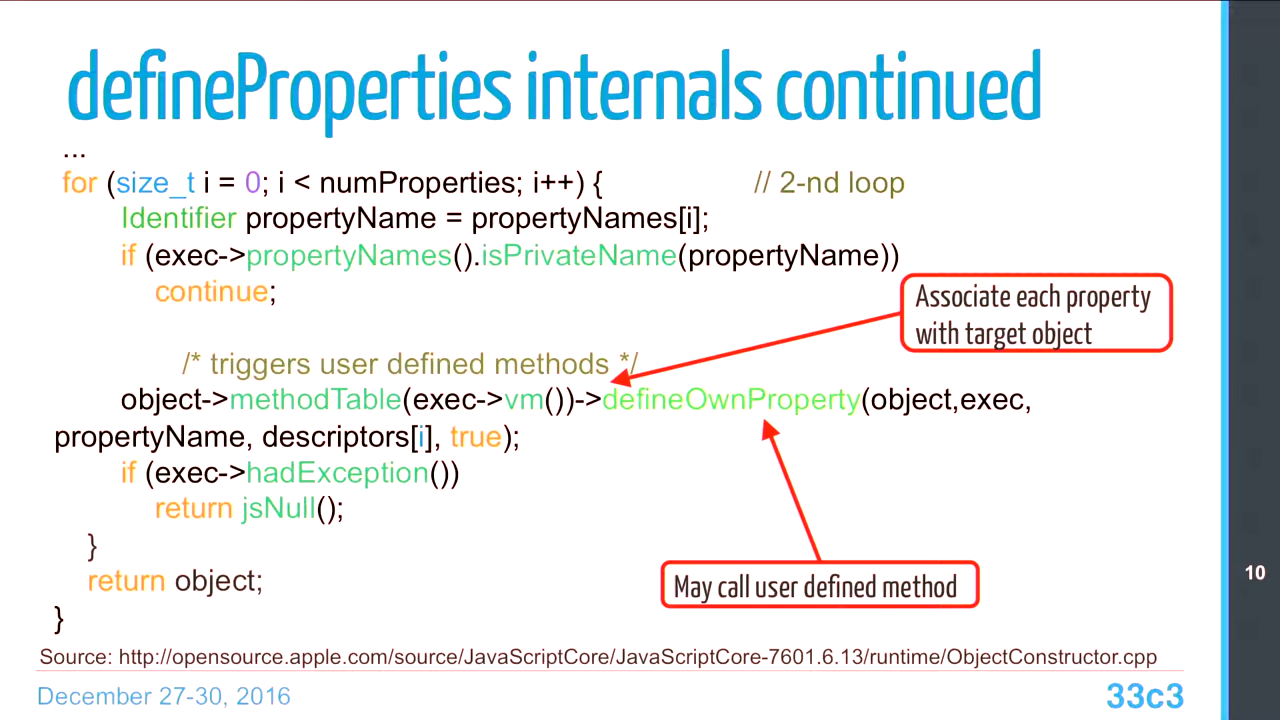 defineProperties internals continued
...
for (size_t i = 0; i < numProperties; i++) { // 2-nd loop
Identifier propertyName = propertyNames[i];
if (exec->propertyNames().isPrivateName(propertyName))
continue;
Associate each property
with target object
/* triggers user defined methods */
object->methodTable(exec->vm())->defineOwnProperty(object,exec,
propertyName, descriptors[i], true);
if (exec->hadException())
return jsNull();
}
return object;
May call user defined method
10
}
Source: http://opensource.apple.com/source/JavaScriptCore/JavaScriptCore-7601.6.13/runtime/ObjectConstructor.cpp
December 27-30, 2016
33c3